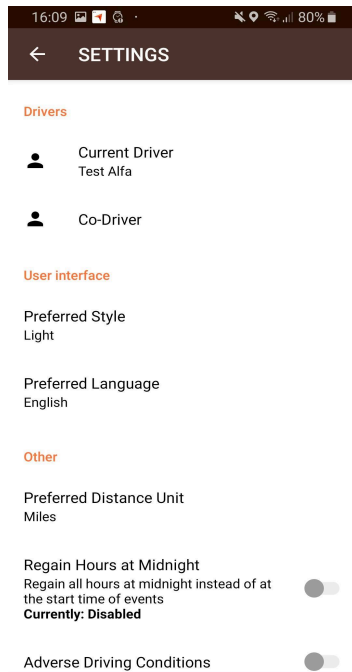 16:09 80%
SETTINGS
Drivers
Current Driver
Test Alfa
Co-Driver
User interface
Preferred Style
Light
Preferred Language
English
Other
Preferred Distance Unit
Miles
Regain Hours at Midnight
Regain all hours at midnight instead of at
the start time of events
Currently: Disabled
Adverse Driving Conditions